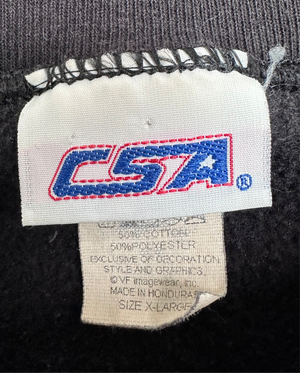 CSA®
50% COTTON
50% POLYESTER
EXCLUSIVE OF DECORATION
STYLE AND GRAPHICS,
© VF Imagewear, Inc.
MADE IN HONDURAS
SIZE X-LARGE